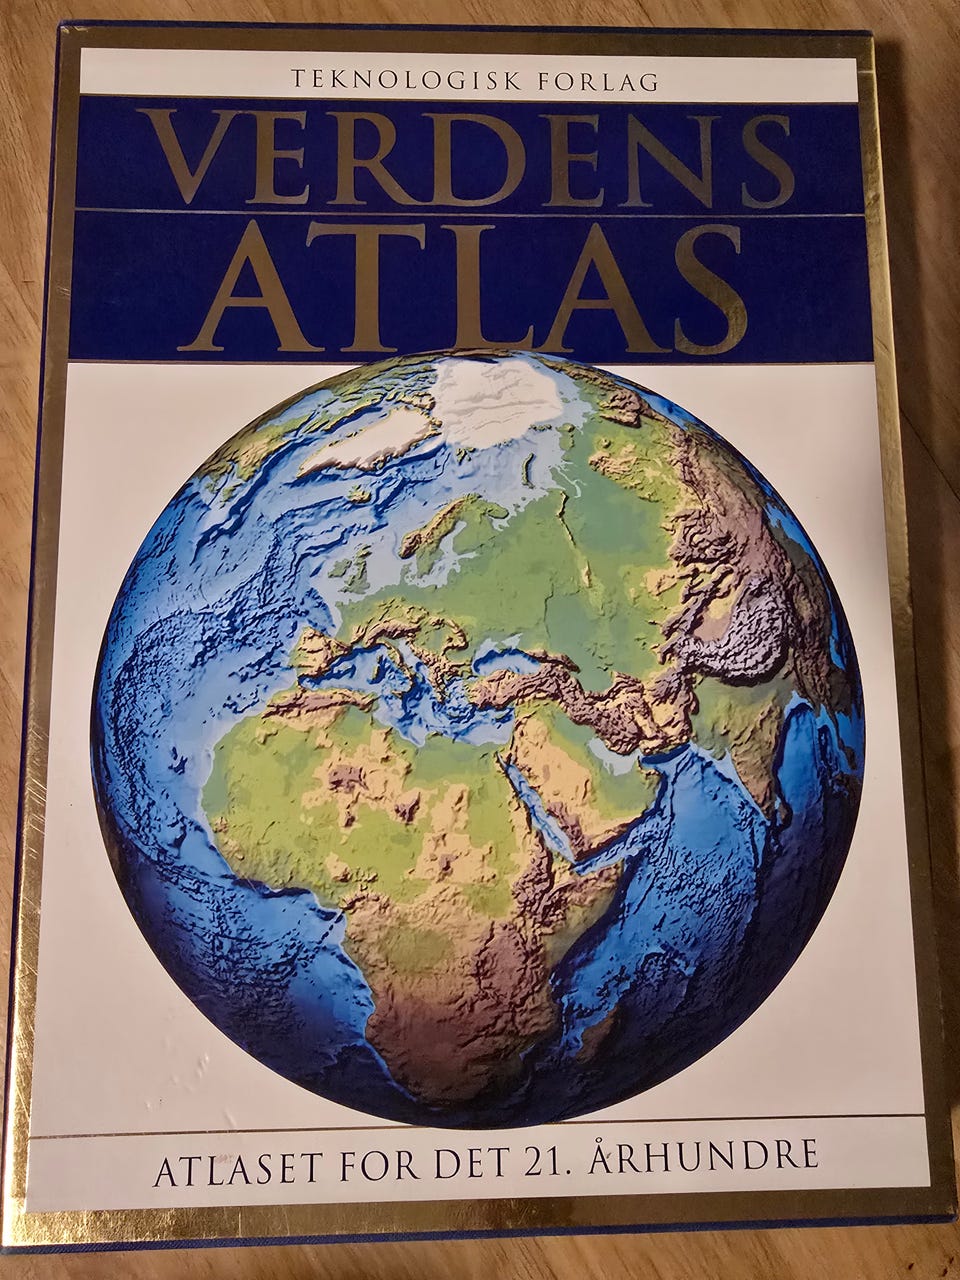 TEKNOLOGISK FORLAG
VERDENS
ATLAS
ATLASET FOR DET 21. ÅRHUNDRE